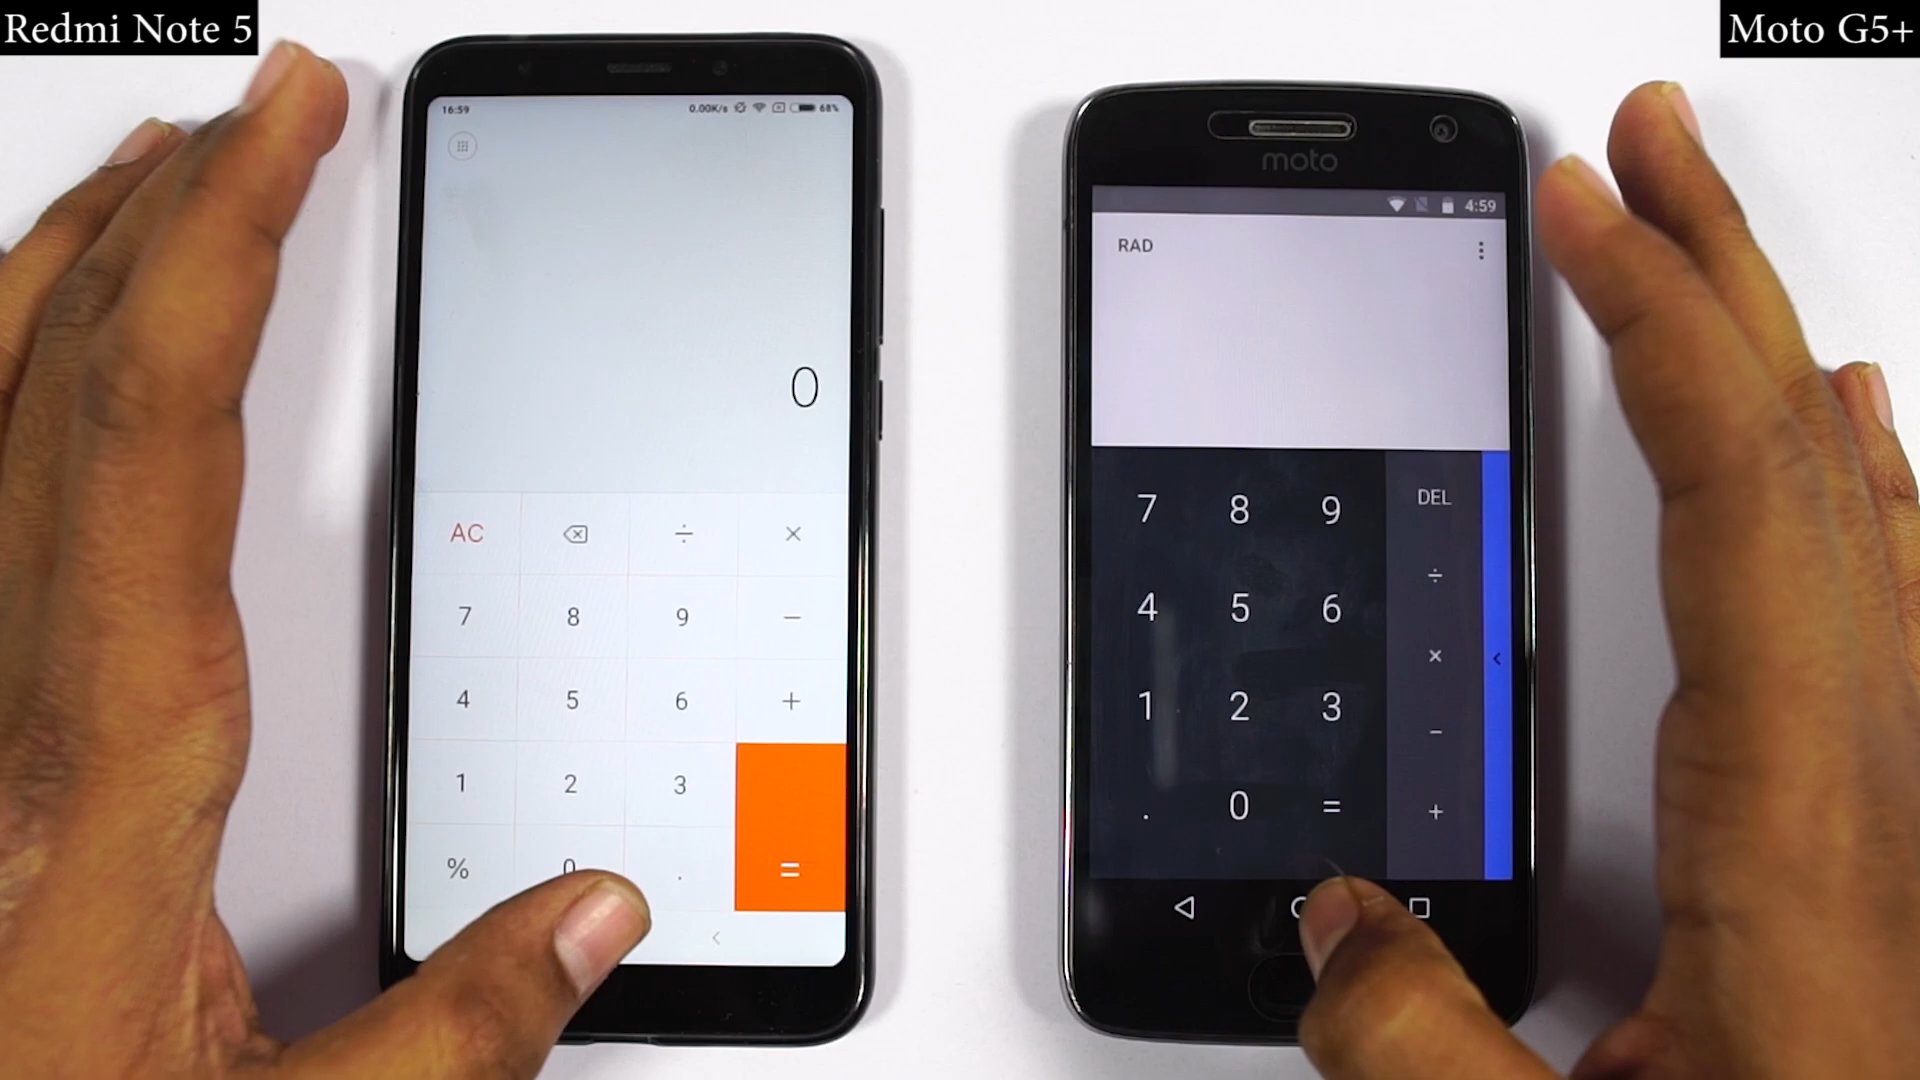 Redmi Note 5
Moto G5+
16:59
0.00K/s
68%
0
AC ÷ ×
7 8 9 −
4 5 6 +
1 2 3
% 0 . =
moto
4:59
RAD
7 8 9 DEL
÷
4 5 6
×
1 2 3
−
. 0 = +